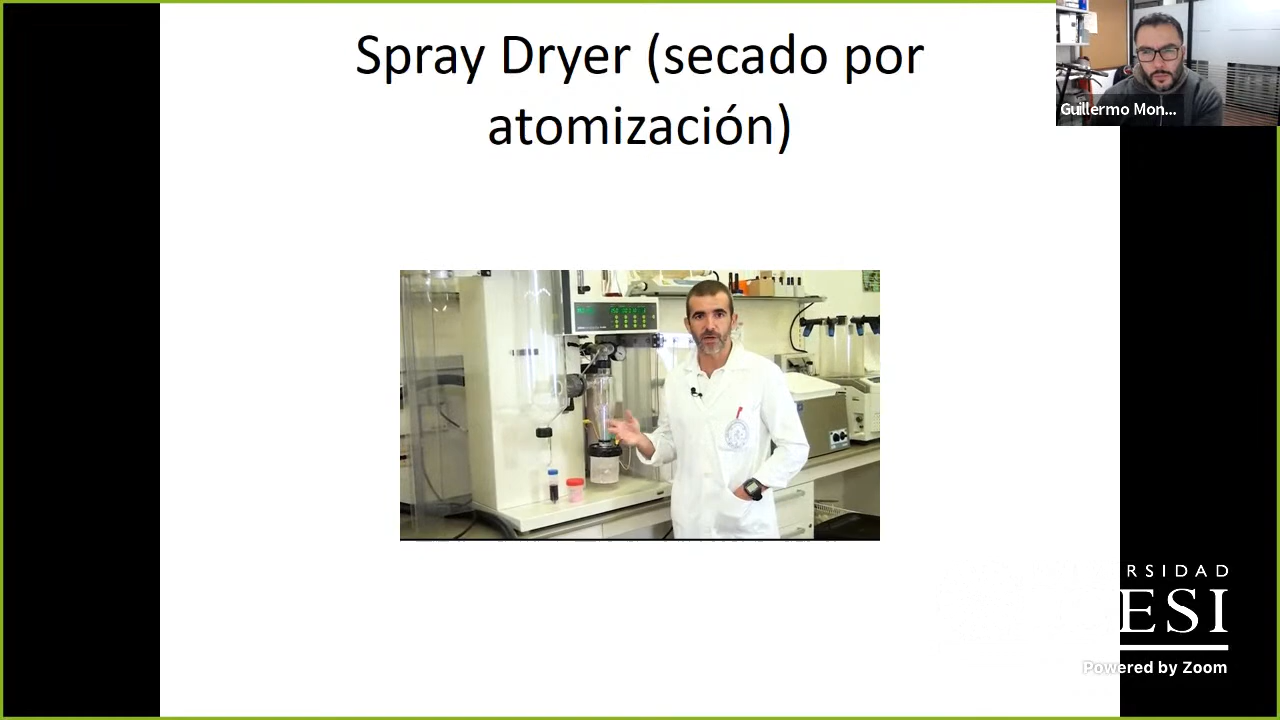 Spray Dryer (secado por
atomización)
Guillermo Mon...
RSIDAD
ESI
Powered by Zoom